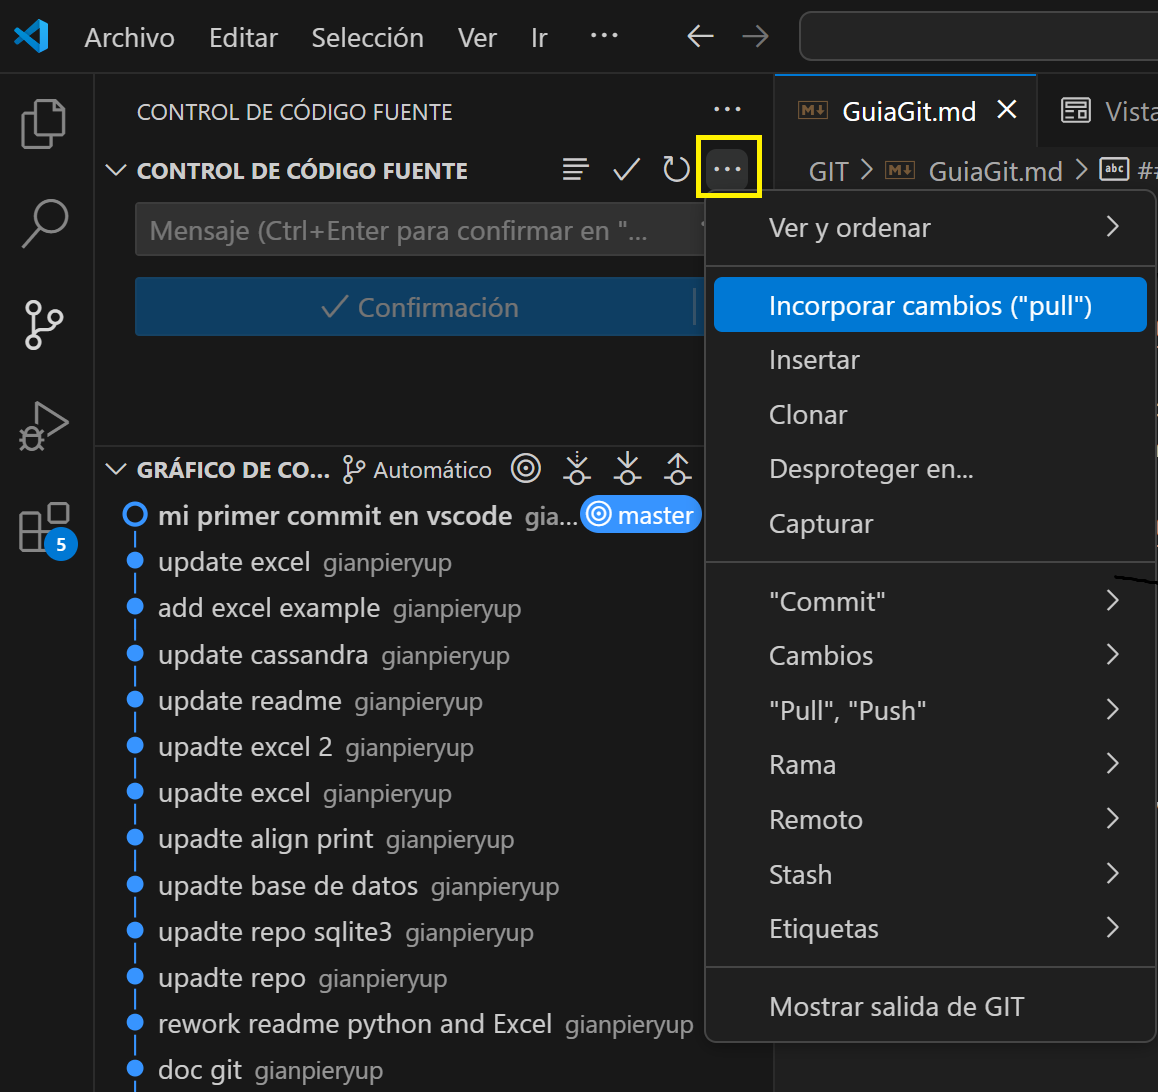 Archivo Editar Selección Ver Ir ...
CONTROL DE CÓDIGO FUENTE ...
GuiaGit.md
Vista
CONTROL DE CÓDIGO FUENTE ...
GIT > GuiaGit.md > abc ##
Mensaje (Ctrl+Enter para confirmar en "...
Confirmación
Ver y ordenar
Incorporar cambios ("pull")
Insertar
Clonar
Desproteger en...
Capturar
"Commit"
Cambios
"Pull", "Push"
Rama
Remoto
Stash
Etiquetas
Mostrar salida de GIT
5
GRÁFICO DE CO... Automático
mi primer commit en vscode gia... master
update excel gianpieryup
add excel example gianpieryup
update cassandra gianpieryup
update readme gianpieryup
upadte excel 2 gianpieryup
upadte excel gianpieryup
upadte align print gianpieryup
upadte base de datos gianpieryup
upadte repo sqlite3 gianpieryup
upadte repo gianpieryup
rework readme python and Excel gianpieryup
doc git gianpieryup